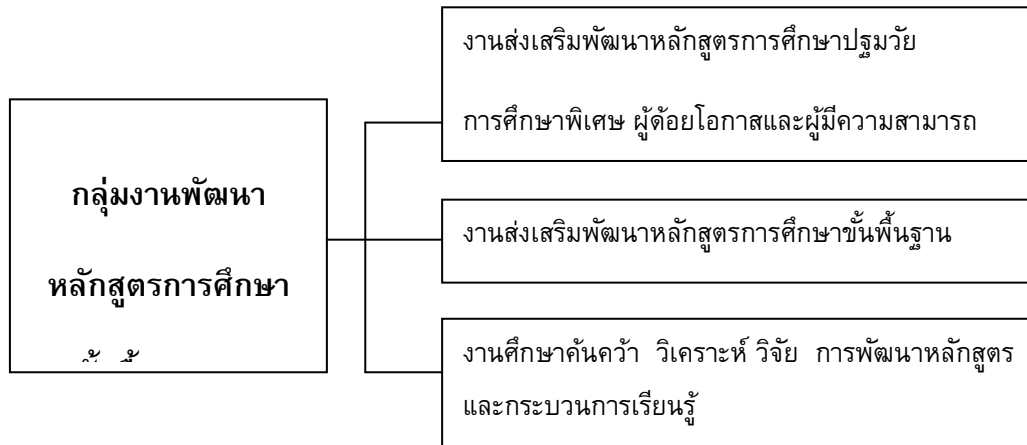 กลุ่มงานพัฒนา
หลักสูตรการศึกษา
งานส่งเสริมพัฒนาหลักสูตรการศึกษาปฐมวัย
การศึกษาพิเศษ ผู้ด้อยโอกาสและผู้มีความสามารถ
งานส่งเสริมพัฒนาหลักสูตรการศึกษาขั้นพื้นฐาน
งานศึกษาค้นคว้า วิเคราะห์ วิจัย การพัฒนาหลักสูตร
และกระบวนการเรียนรู้